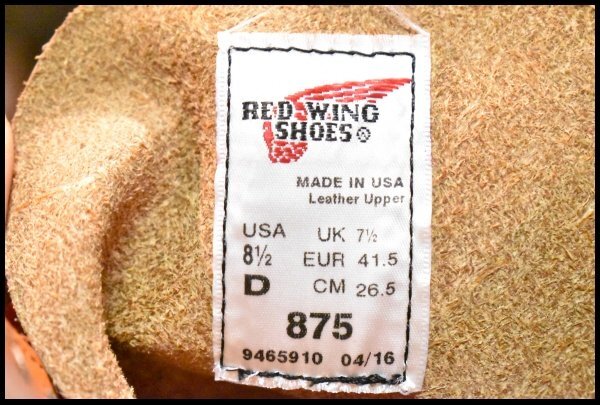 RED WING
SHOES®
MADE IN USA
Leather Upper
USA UK 7½
8½ EUR 41.5
D CM 26.5
875
9465910 04/16